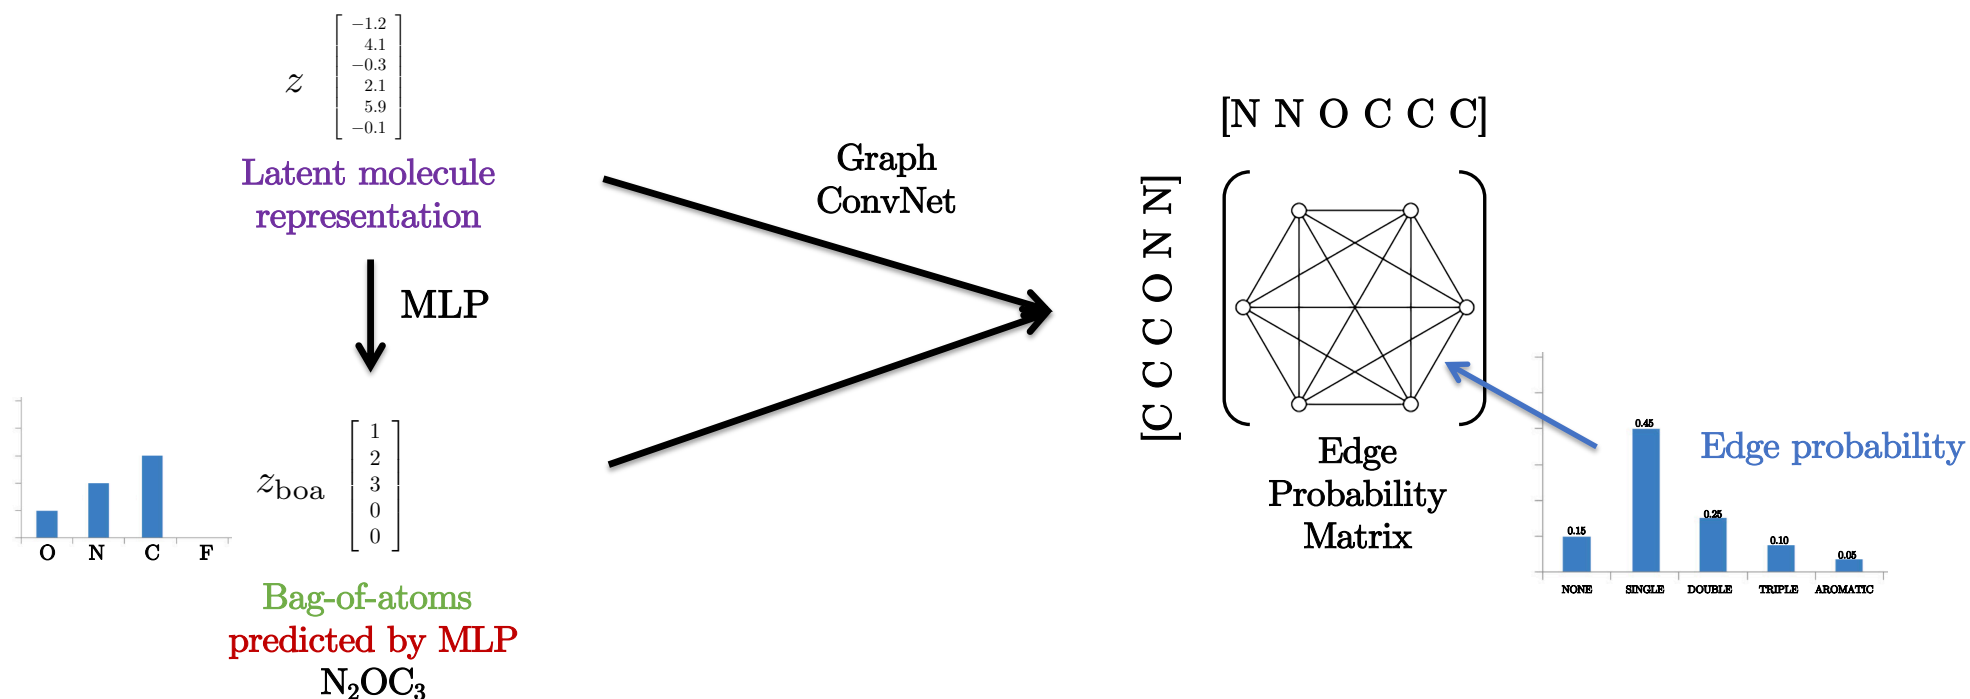 z
−1.2
4.1
−0.3
2.1
5.9
−0.1
Latent molecule
representation
MLP
O N C F
z_boa
1
2
3
0
0
Bag-of-atoms
predicted by MLP
N₂OC₃
Graph
ConvNet
[N N O C C C]
[C C C O N N]
Edge
Probability
Matrix
Edge probability
0.15
0.45
0.25
0.10
0.05
NONE SINGLE DOUBLE TRIPLE AROMATIC